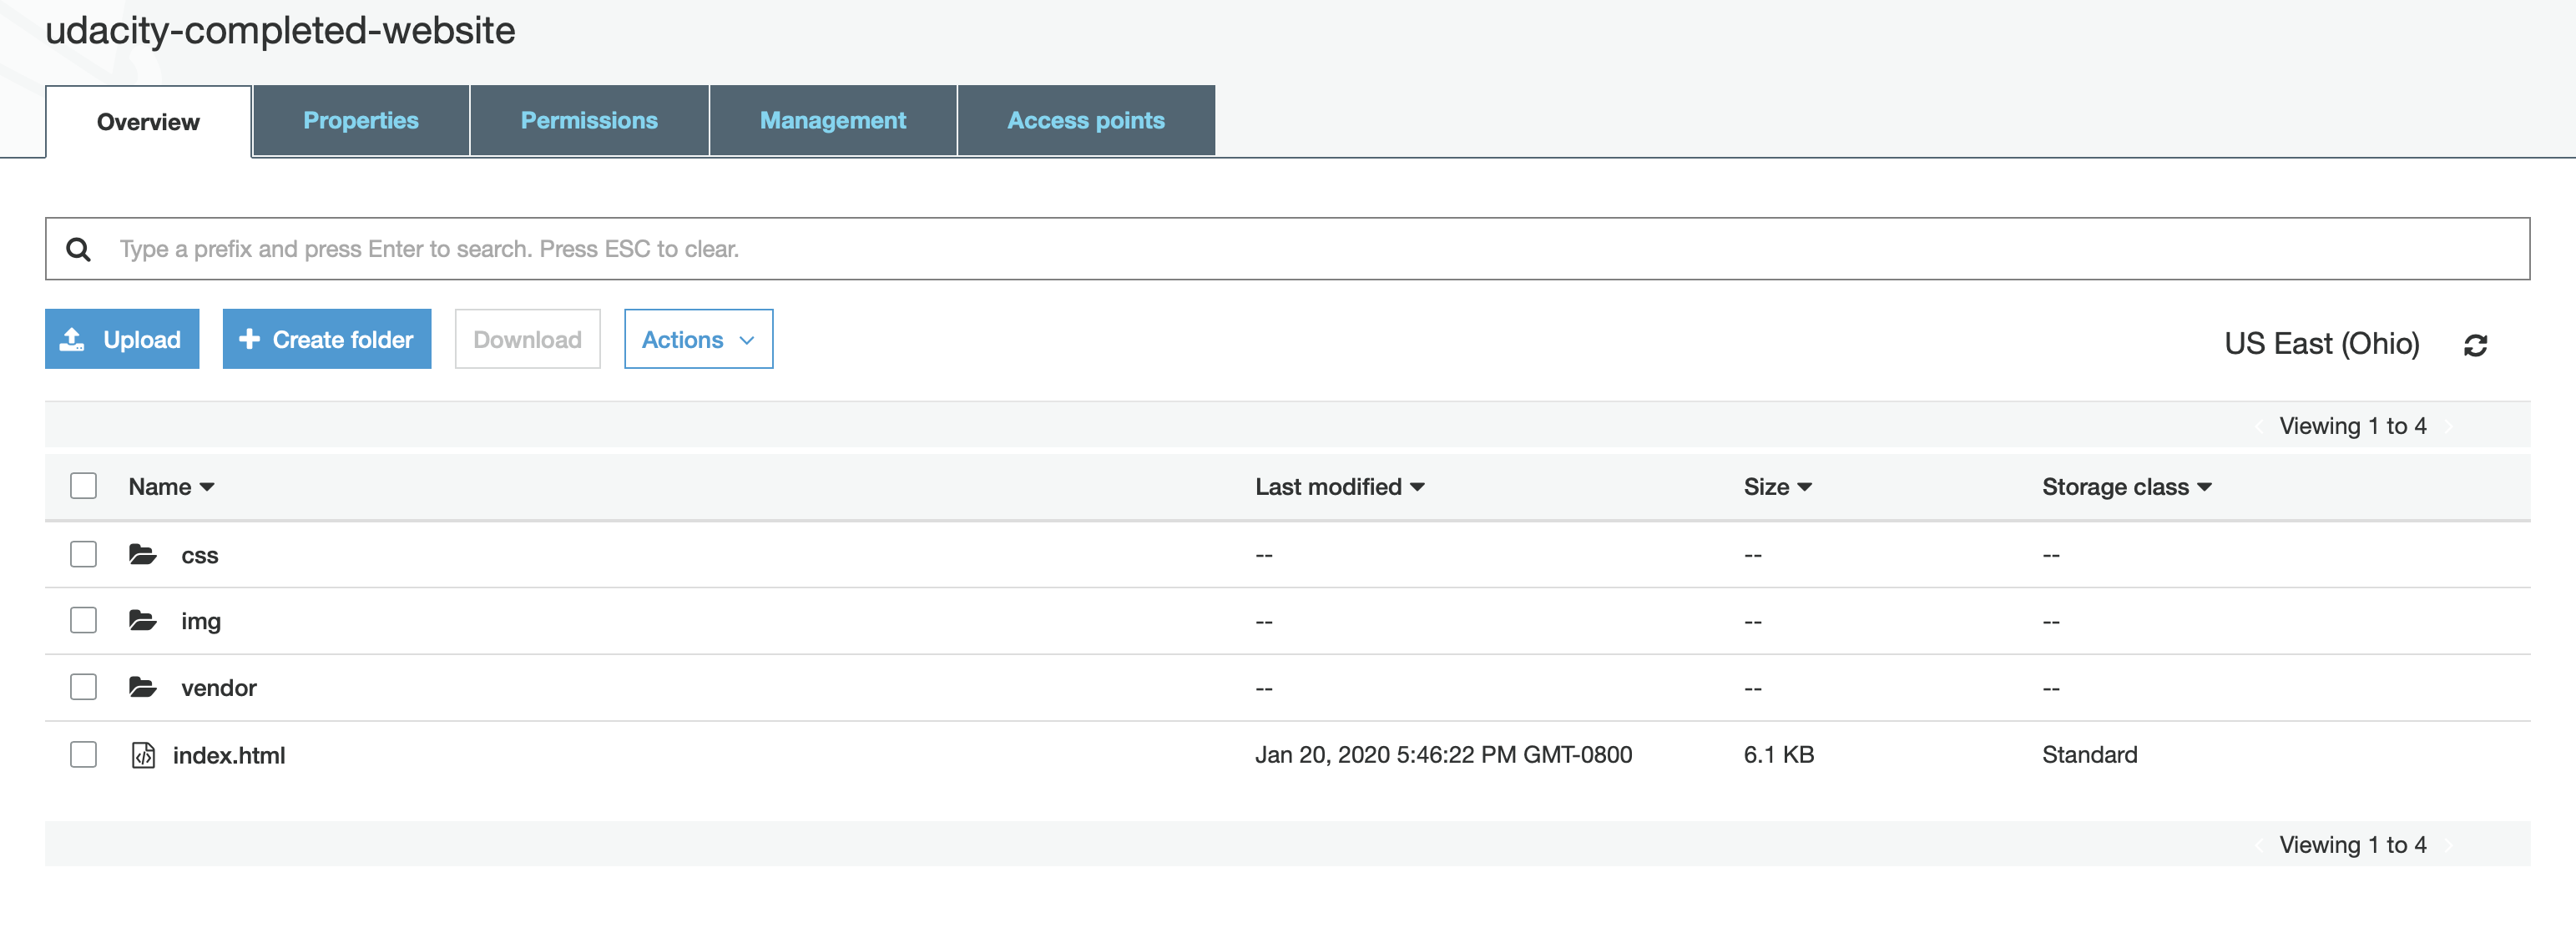 udacity-completed-website
Overview Properties Permissions Management Access points
Type a prefix and press Enter to search. Press ESC to clear.
Upload Create folder Download Actions US East (Ohio)
Viewing 1 to 4
Name Last modified Size Storage class
css -- -- --
img -- -- --
vendor -- -- --
index.html Jan 20, 2020 5:46:22 PM GMT-0800 6.1 KB Standard
Viewing 1 to 4